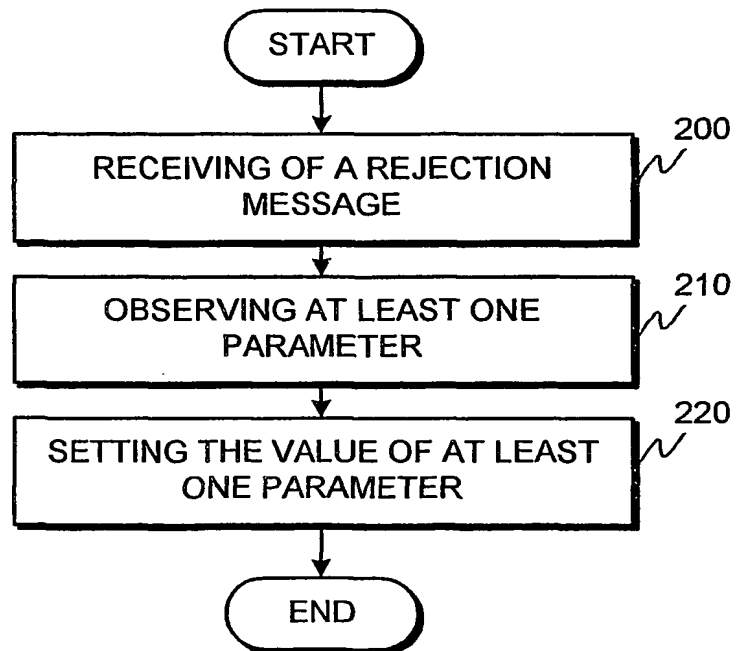 START
200
RECEIVING OF A REJECTION
MESSAGE
210
OBSERVING AT LEAST ONE
PARAMETER
220
SETTING THE VALUE OF AT LEAST
ONE PARAMETER
END